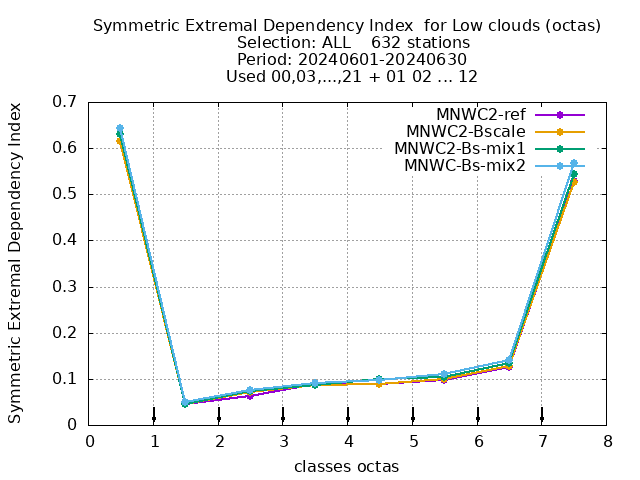 Symmetric Extremal Dependency Index  for Low clouds (octas)
Selection: ALL    632 stations
Period: 20240601-20240630
Used 00,03,...,21 + 01 02 ... 12
Symmetric Extremal Dependency Index
0.7
0.6
0.5
0.4
0.3
0.2
0.1
0
MNWC2-ref
MNWC2-Bscale
MNWC2-Bs-mix1
MNWC-Bs-mix2
0 1 2 3 4 5 6 7 8
classes octas